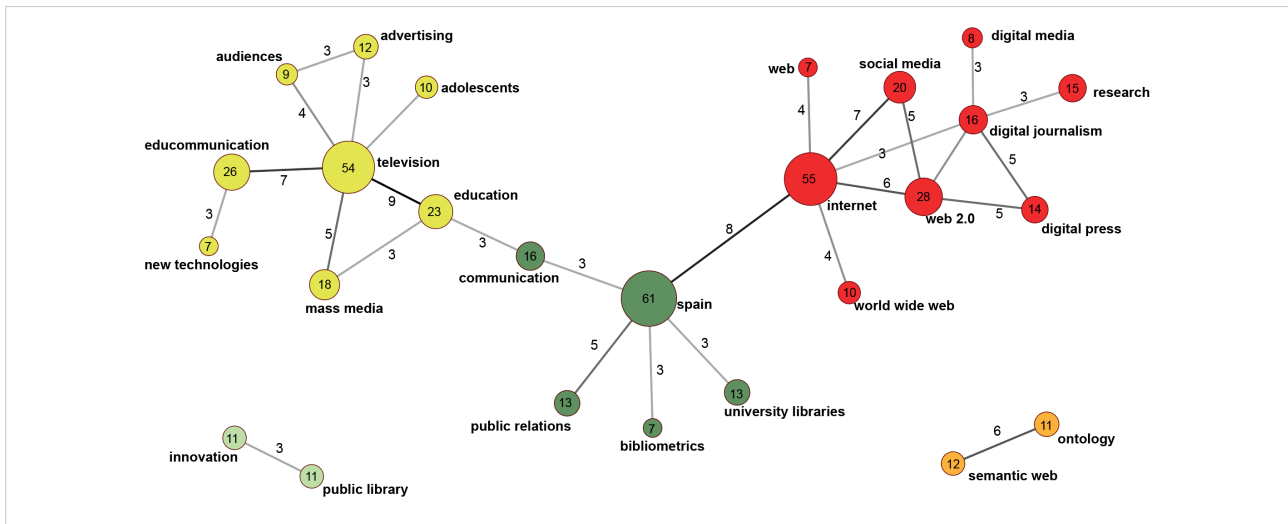 advertising
12
3
audiences
9
3
4
10
adolescents
educommunication
26
7
54
television
9
education
23
3
7
new technologies
5
3
18
mass media
3
16
communication
3
8
61
spain
5
3
3
13
public relations
7
bibliometrics
13
university libraries
web
7
4
social media
20
7
5
8
digital media
3
3
15
research
16
digital journalism
3
5
55
internet
6
28
web 2.0
5
14
digital press
4
10
world wide web
11
innovation
3
11
public library
6
11
ontology
12
semantic web